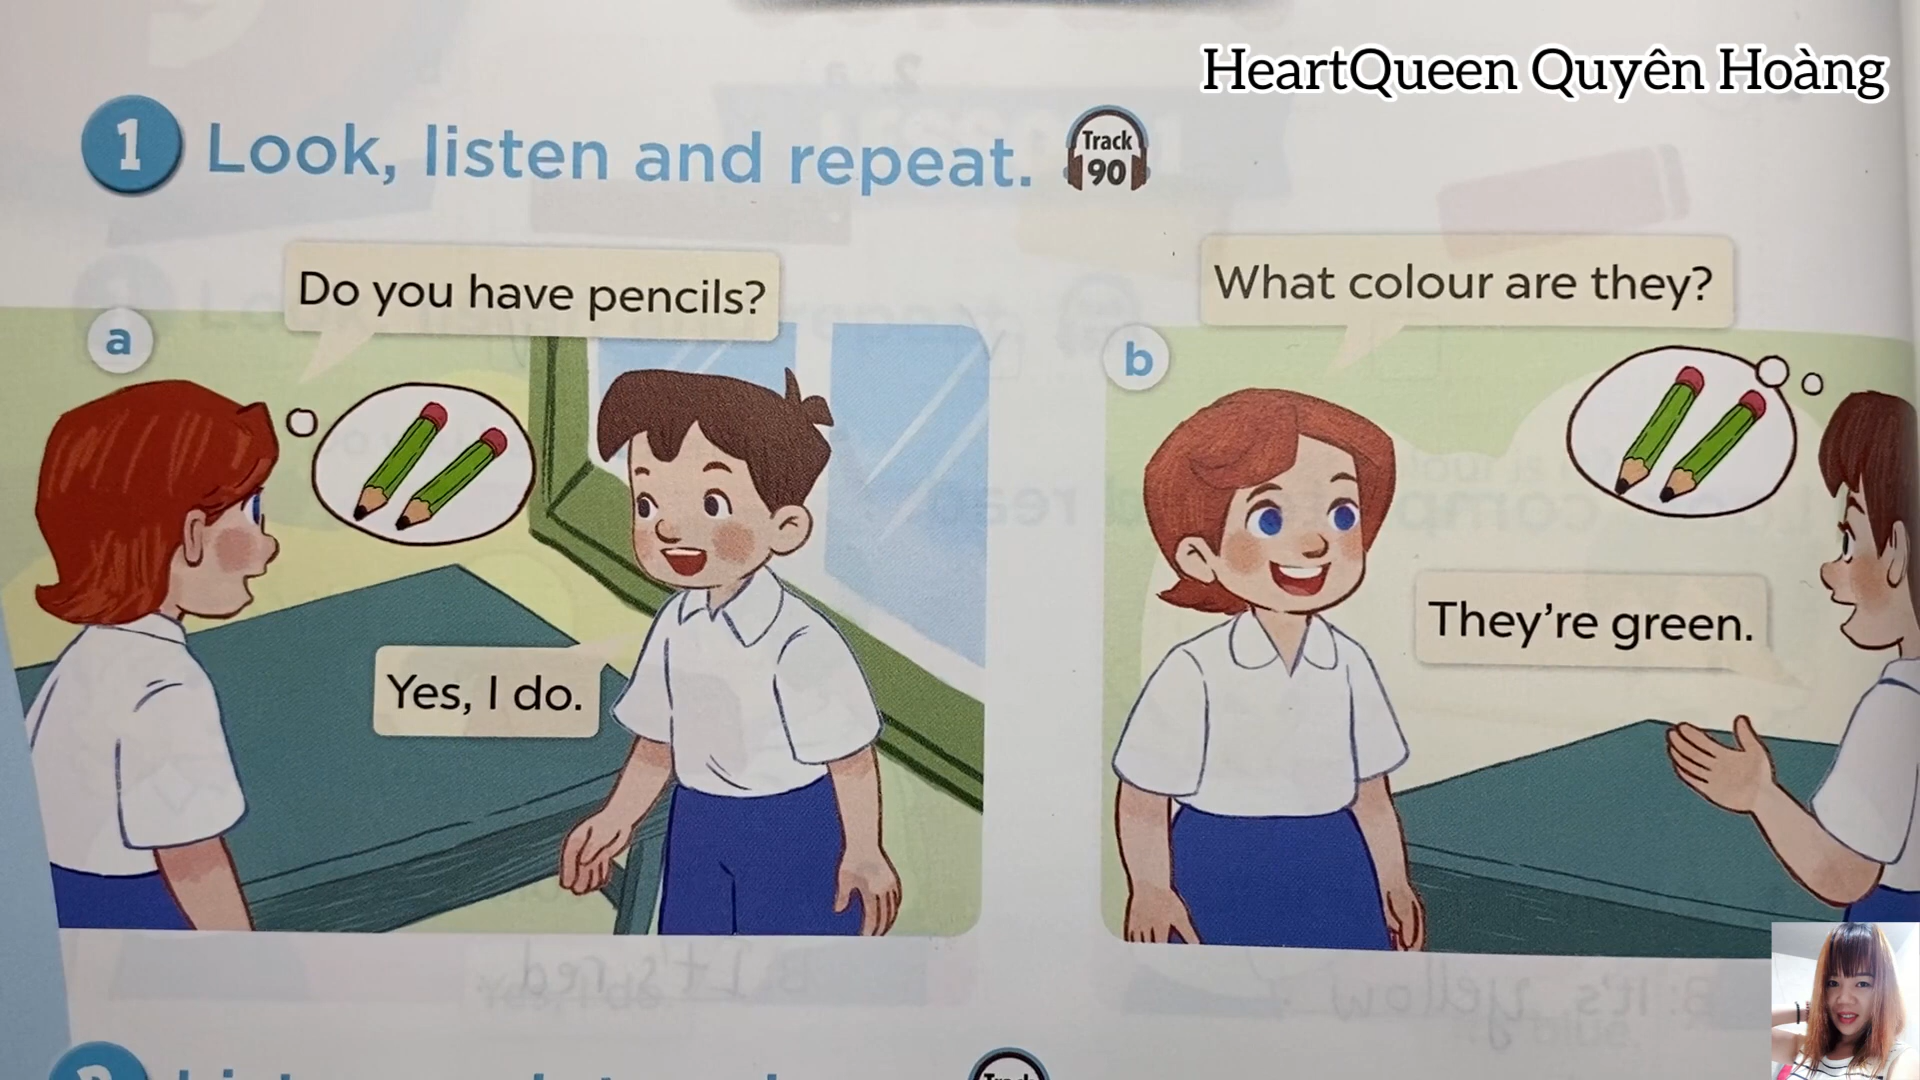 HeartQueen Quyên Hoàng
1 Look, listen and repeat. Track 90
a
Do you have pencils?
Yes, I do.
b
What colour are they?
They're green.